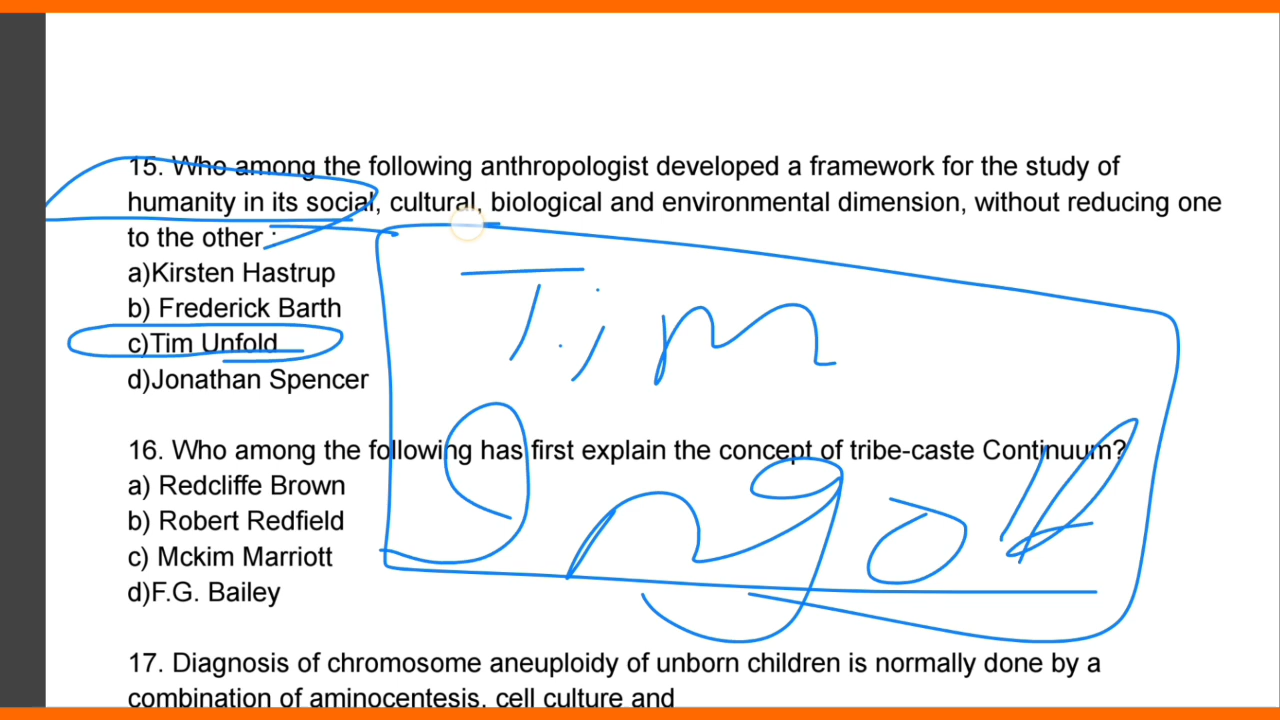 15. Who among the following anthropologist developed a framework for the study of
humanity in its social, cultural, biological and environmental dimension, without reducing one
to the other :
a)Kirsten Hastrup
b) Frederick Barth
c)Tim Unfold
d)Jonathan Spencer
Tim
Ingold
16. Who among the following has first explain the concept of tribe-caste Continuum?
a) Redcliffe Brown
b) Robert Redfield
c) Mckim Marriott
d)F.G. Bailey
17. Diagnosis of chromosome aneuploidy of unborn children is normally done by a
combination of aminocentesis, cell culture and